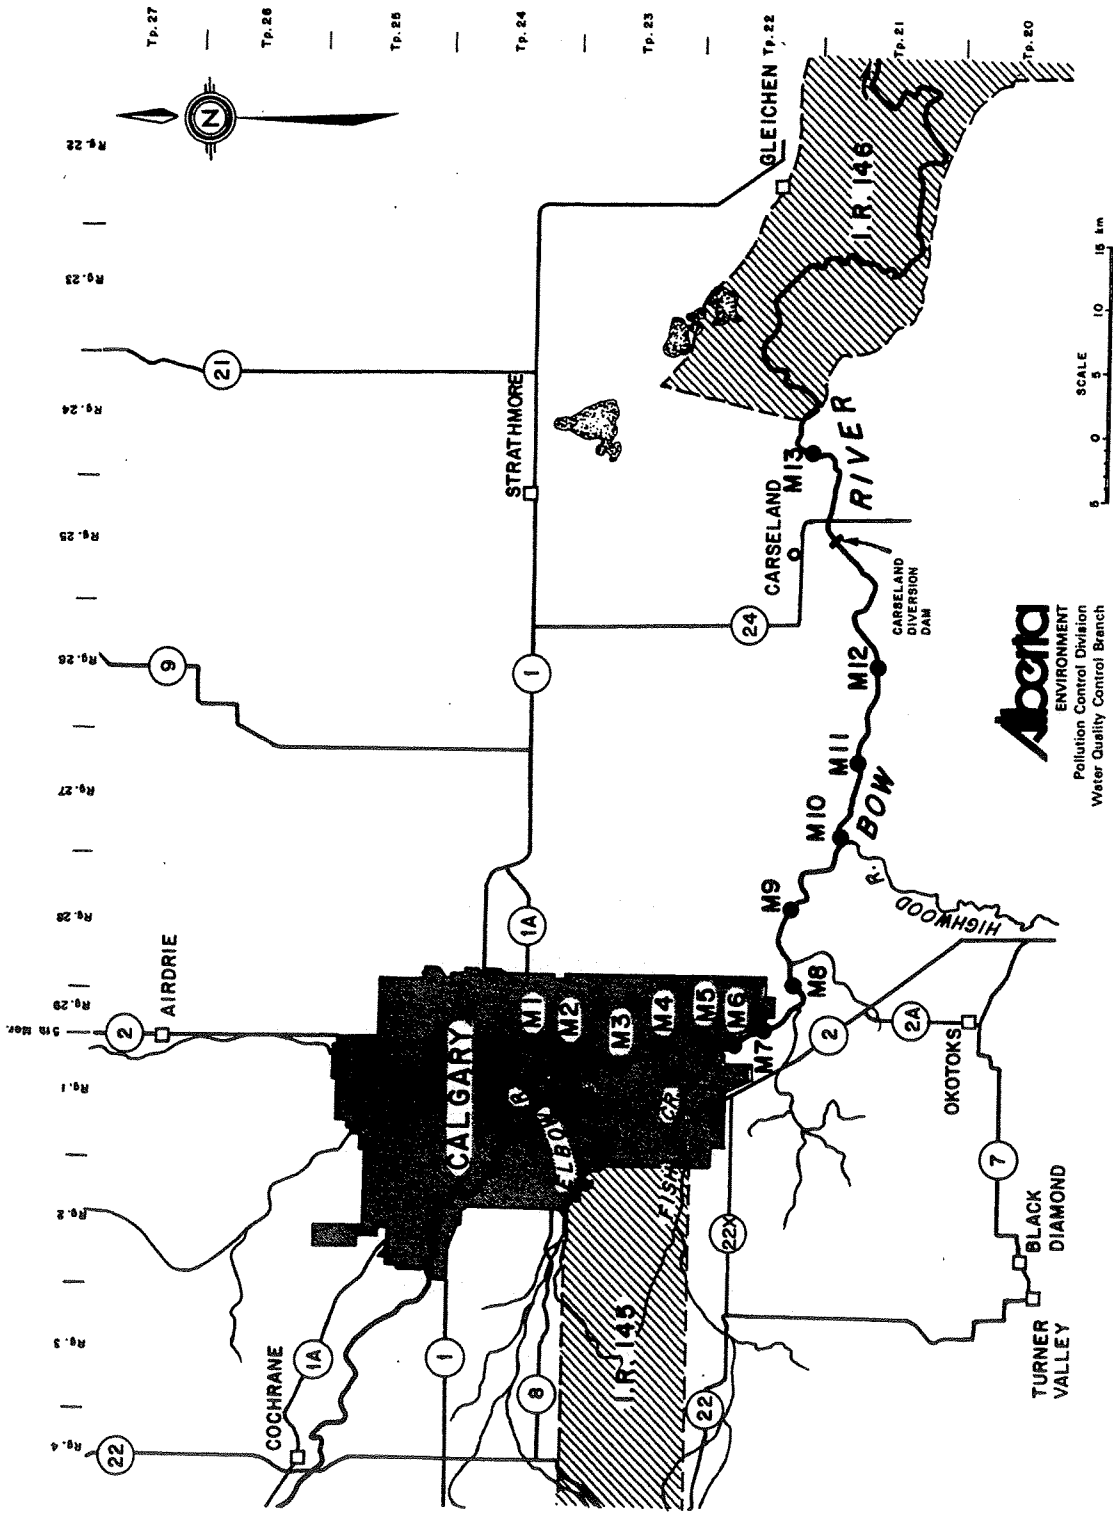 Tp. 27
Tp. 26
Tp. 25
Tp. 24
Tp. 23
Tp. 22
Tp. 21
Tp. 20
Rg. 4
Rg. 3
Rg. 2
Rg. 1
5th Mer.
Rg. 29
Rg. 28
Rg. 27
Rg. 26
Rg. 25
Rg. 24
Rg. 23
Rg. 22
N
22
2
AIRDRIE
9
21
COCHRANE
1A
CALGARY
1
8
1A
1
STRATHMORE
GLEICHEN
ELBOW
R.
M1
M2
M3
M4
M5
M6
M7
M8
M9
M10
M11
M12
M13
FISH
CR.
I.R. 145
22
22X
24
CARSELAND
I.R. 146
BOW
RIVER
CARSELAND
DIVERSION
DAM
HIGHWOOD
R.
2
2A
OKOTOKS
7
BLACK
DIAMOND
TURNER
VALLEY
Alberta
ENVIRONMENT
Pollution Control Division
Water Quality Control Branch
SCALE
5 0 5 10 15 km